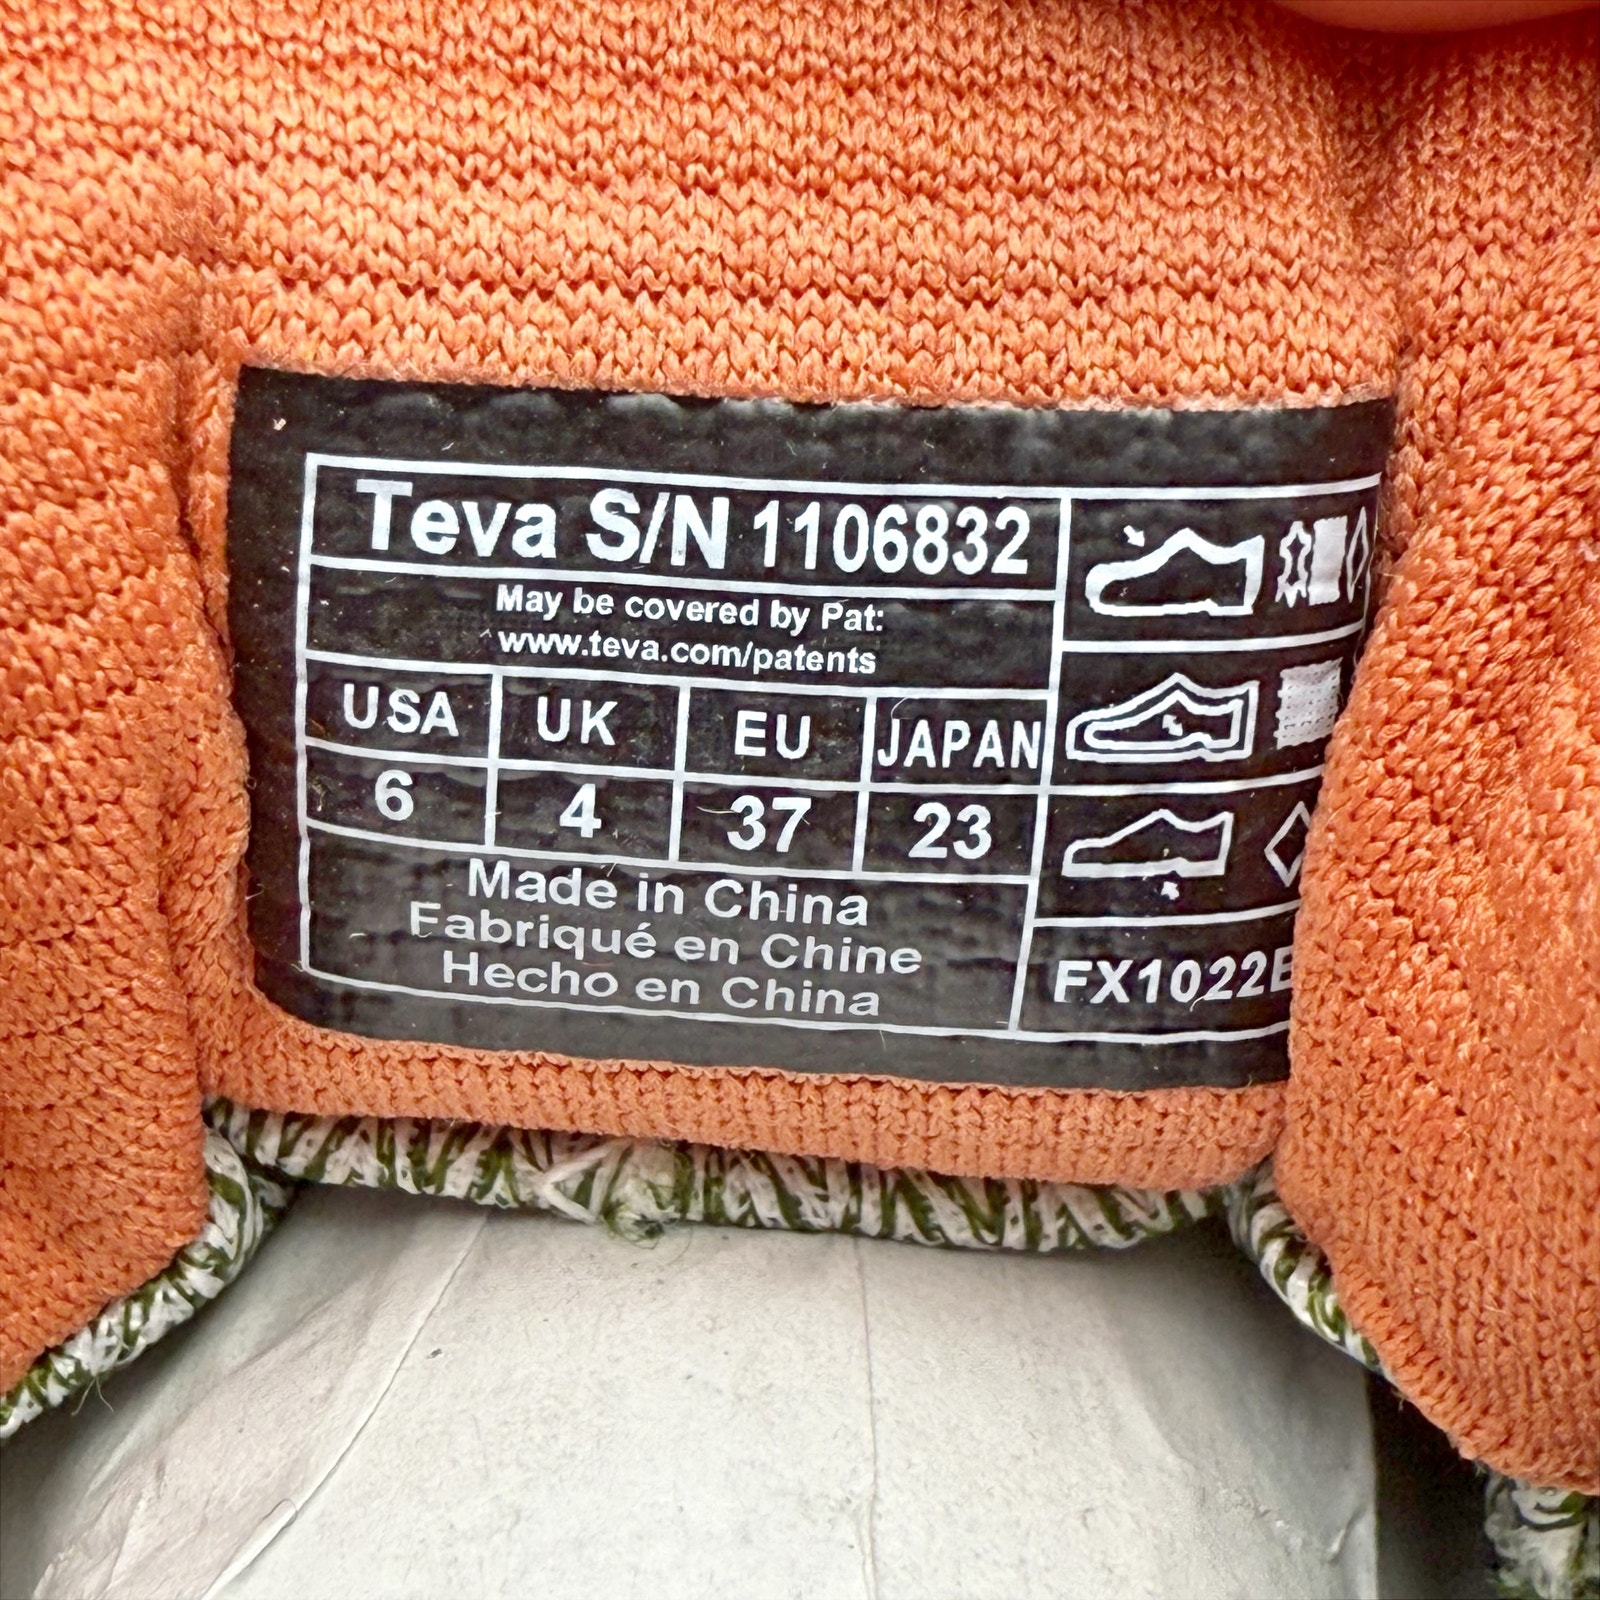 Teva S/N 1106832
May be covered by Pat:
www.teva.com/patents
USA UK EU JAPAN
6 4 37 23
Made in China
Fabriqué en Chine
Hecho en China
FX1022E